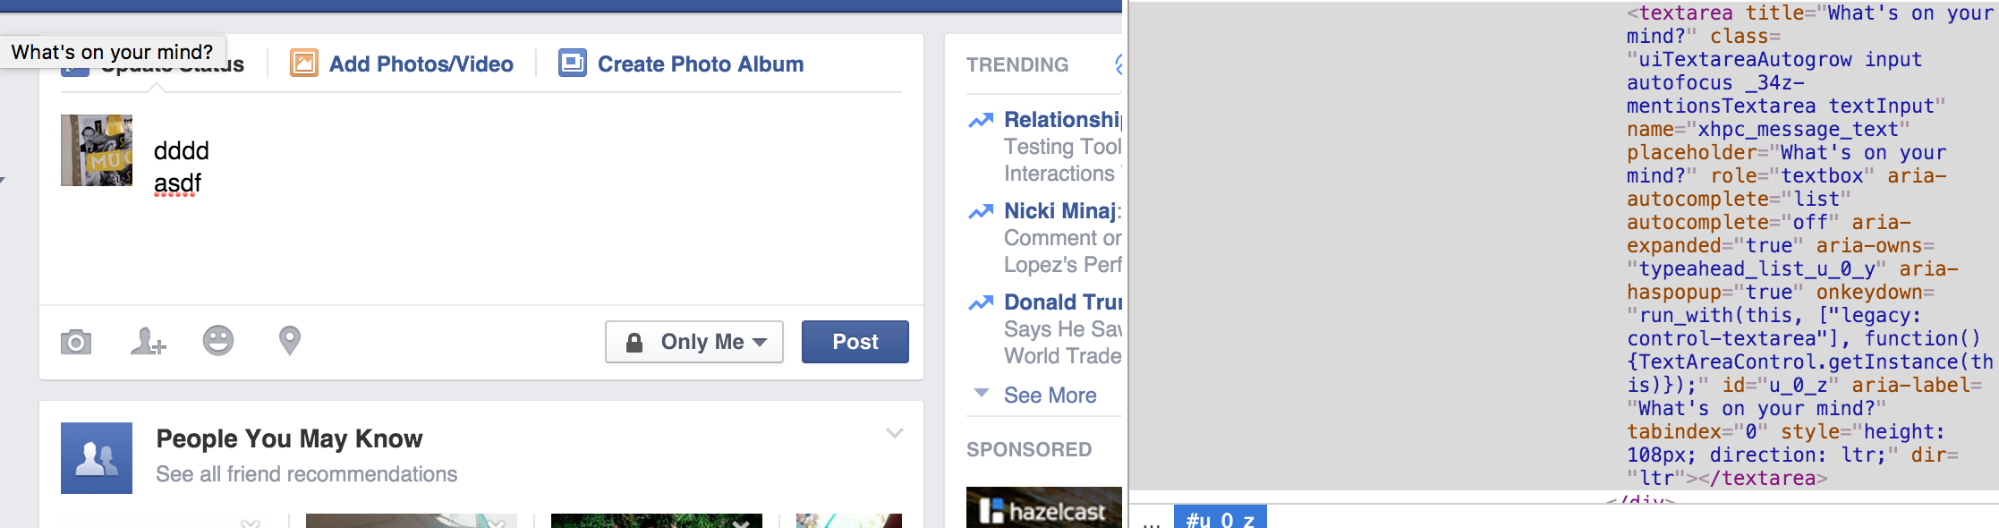 What's on your mind?
Update Status
Add Photos/Video
Create Photo Album
dddd
asdf
Only Me
Post
People You May Know
See all friend recommendations
TRENDING
Relationship
Testing Tool
Interactions
Nicki Minaj:
Comment or
Lopez's Perf
Donald Tru
Says He Sav
World Trade
See More
SPONSORED
hazelcast
<textarea title="What's on your
mind?" class=
"uiTextareaAutogrow input
autofocus _34z-
mentionsTextarea textInput"
name="xhpc_message_text"
placeholder="What's on your
mind?" role="textbox" aria-
autocomplete="list"
autocomplete="off" aria-
expanded="true" aria-owns=
"typeahead_list_u_0_y" aria-
haspopup="true" onkeydown=
"run_with(this, ["legacy:
control-textarea"], function()
{TextAreaControl.getInstance(th
is)});" id="u_0_z" aria-label=
"What's on your mind?"
tabindex="0" style="height:
108px; direction: ltr;" dir=
"ltr"></textarea>
</div>
... #u_0_z